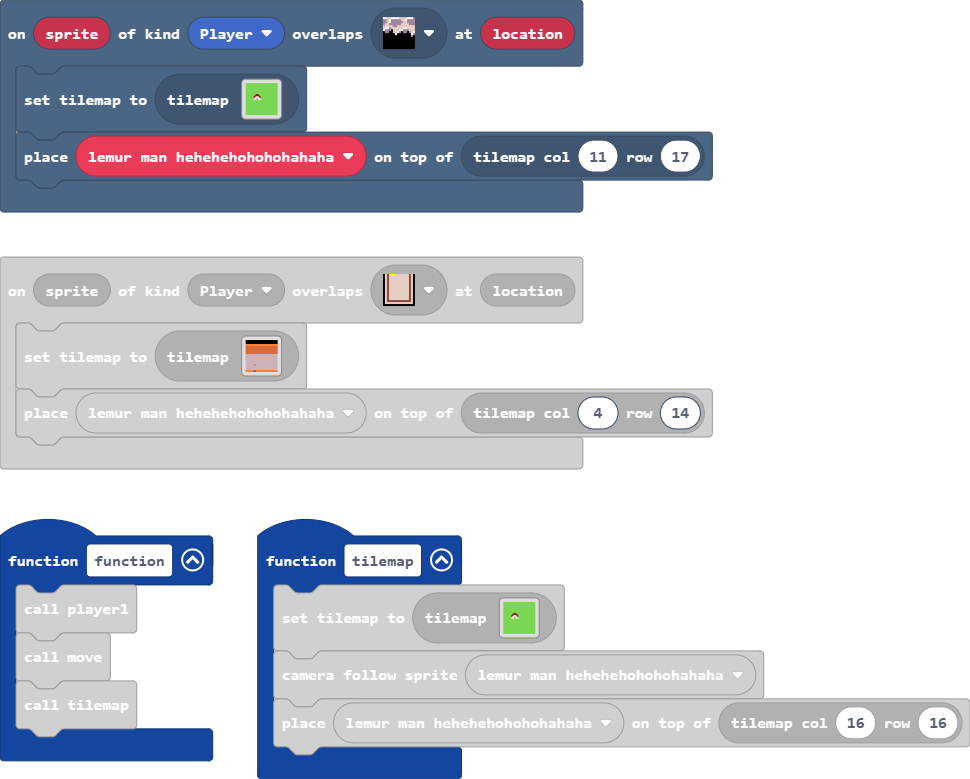 on sprite of kind Player overlaps at location
set tilemap to tilemap
place lemur man hehehehohohohahaha on top of tilemap col 11 row 17
on sprite of kind Player overlaps at location
set tilemap to tilemap
place lemur man hehehehohohohahaha on top of tilemap col 4 row 14
function function
call player1
call move
call tilemap
function tilemap
set tilemap to tilemap
camera follow sprite lemur man hehehehohohohahaha
place lemur man hehehehohohohahaha on top of tilemap col 16 row 16